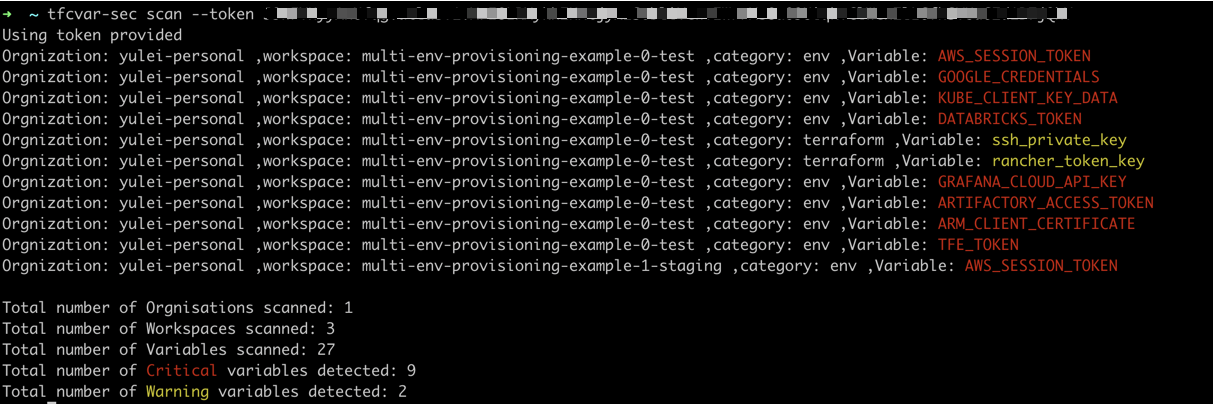 ➜ ~ tfcvar-sec scan --token
Using token provided
Orgnization: yulei-personal ,workspace: multi-env-provisioning-example-0-test ,category: env ,Variable: AWS_SESSION_TOKEN
Orgnization: yulei-personal ,workspace: multi-env-provisioning-example-0-test ,category: env ,Variable: GOOGLE_CREDENTIALS
Orgnization: yulei-personal ,workspace: multi-env-provisioning-example-0-test ,category: env ,Variable: KUBE_CLIENT_KEY_DATA
Orgnization: yulei-personal ,workspace: multi-env-provisioning-example-0-test ,category: env ,Variable: DATABRICKS_TOKEN
Orgnization: yulei-personal ,workspace: multi-env-provisioning-example-0-test ,category: terraform ,Variable: ssh_private_key
Orgnization: yulei-personal ,workspace: multi-env-provisioning-example-0-test ,category: terraform ,Variable: rancher_token_key
Orgnization: yulei-personal ,workspace: multi-env-provisioning-example-0-test ,category: env ,Variable: GRAFANA_CLOUD_API_KEY
Orgnization: yulei-personal ,workspace: multi-env-provisioning-example-0-test ,category: env ,Variable: ARTIFACTORY_ACCESS_TOKEN
Orgnization: yulei-personal ,workspace: multi-env-provisioning-example-0-test ,category: env ,Variable: ARM_CLIENT_CERTIFICATE
Orgnization: yulei-personal ,workspace: multi-env-provisioning-example-0-test ,category: env ,Variable: TFE_TOKEN
Orgnization: yulei-personal ,workspace: multi-env-provisioning-example-1-staging ,category: env ,Variable: AWS_SESSION_TOKEN
Total number of Orgnisations scanned: 1
Total number of Workspaces scanned: 3
Total number of Variables scanned: 27
Total number of Critical variables detected: 9
Total number of Warning variables detected: 2